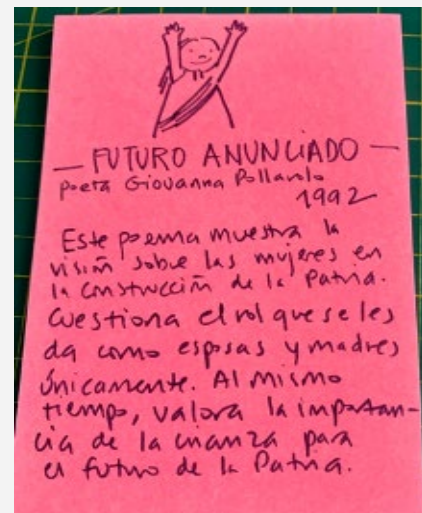 — FUTURO ANUNCIADO —
poeta Giovanna Pollarolo
1992
Este poema muestra la
visión sobre las mujeres en
la construcción de la Patria.
Cuestiona el rol que se les
da como esposas y madres
únicamente. Al mismo
tiempo, valora la importan-
cia de la crianza para
el futuro de la Patria.